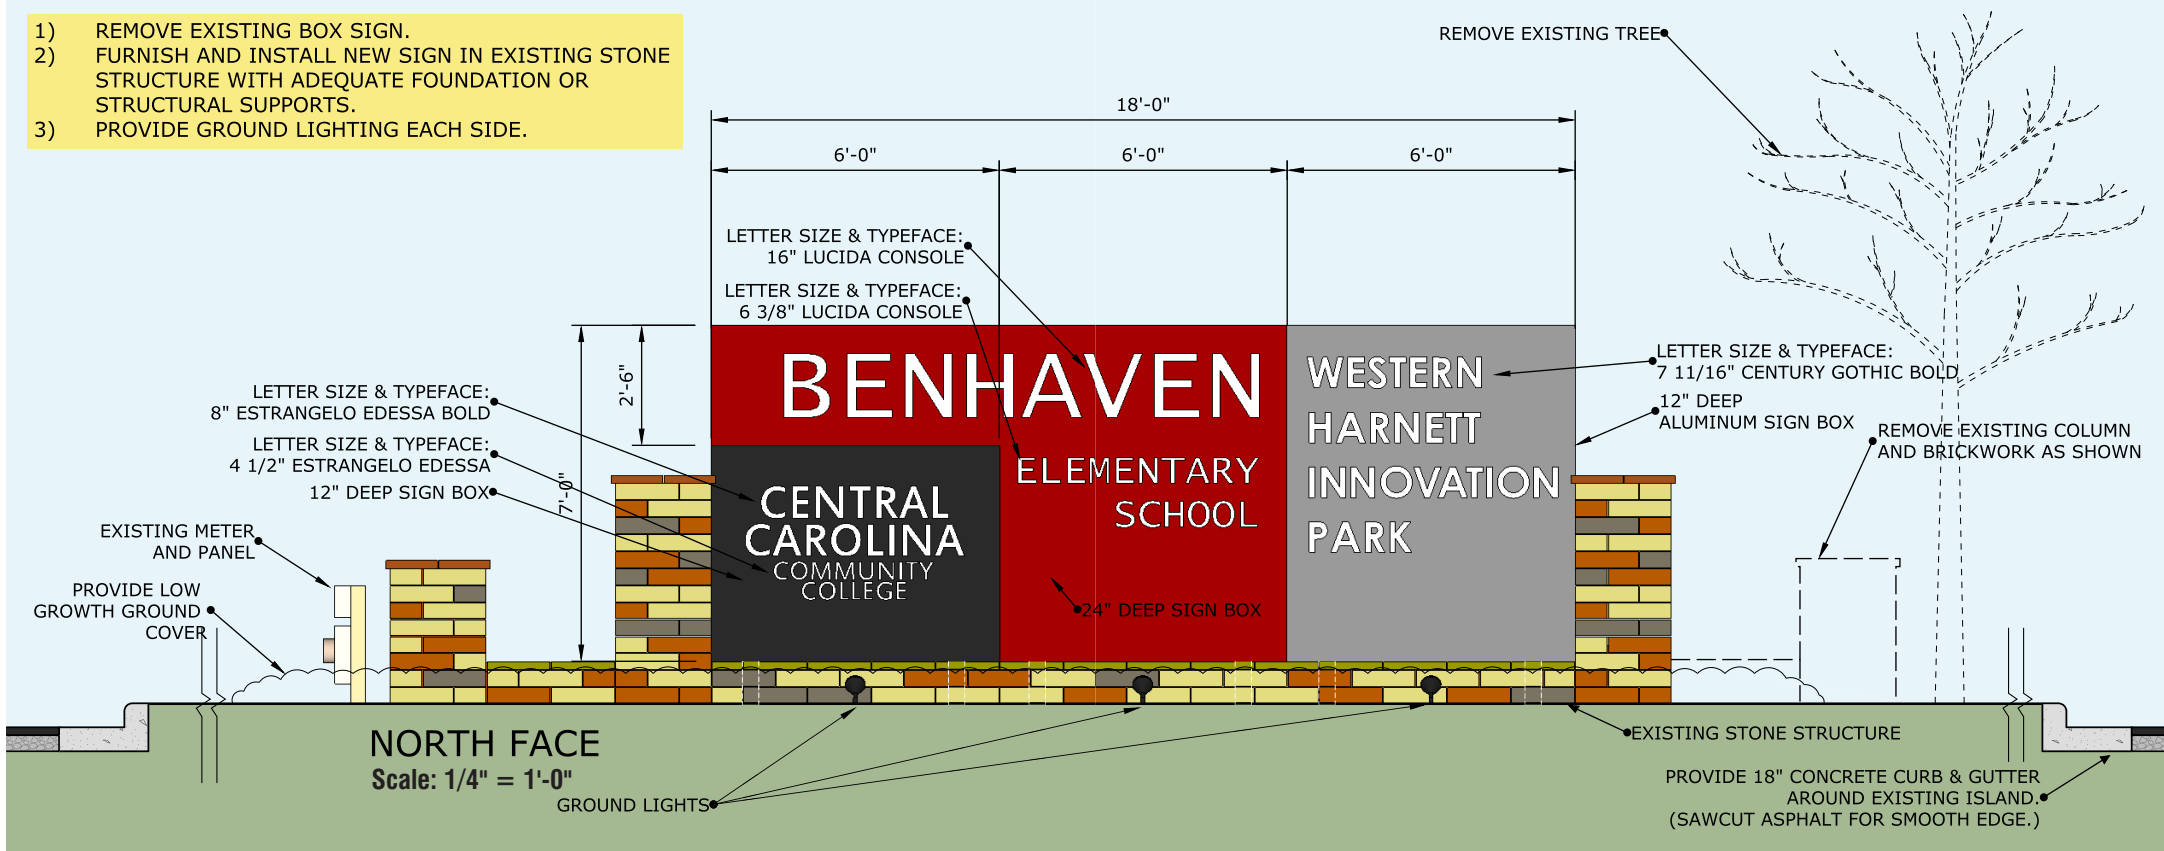 1) REMOVE EXISTING BOX SIGN.
2) FURNISH AND INSTALL NEW SIGN IN EXISTING STONE
STRUCTURE WITH ADEQUATE FOUNDATION OR
STRUCTURAL SUPPORTS.
3) PROVIDE GROUND LIGHTING EACH SIDE.
REMOVE EXISTING TREE
18'-0"
6'-0"
6'-0"
6'-0"
LETTER SIZE & TYPEFACE:
16" LUCIDA CONSOLE
LETTER SIZE & TYPEFACE:
6 3/8" LUCIDA CONSOLE
2'-6"
7'-0"
LETTER SIZE & TYPEFACE:
8" ESTRANGELO EDESSA BOLD
LETTER SIZE & TYPEFACE:
4 1/2" ESTRANGELO EDESSA
12" DEEP SIGN BOX
EXISTING METER
AND PANEL
PROVIDE LOW
GROWTH GROUND
COVER
BENHAVEN
ELEMENTARY
SCHOOL
24" DEEP SIGN BOX
CENTRAL
CAROLINA
COMMUNITY
COLLEGE
WESTERN
HARNETT
INNOVATION
PARK
LETTER SIZE & TYPEFACE:
7 11/16" CENTURY GOTHIC BOLD
12" DEEP
ALUMINUM SIGN BOX
REMOVE EXISTING COLUMN
AND BRICKWORK AS SHOWN
NORTH FACE
Scale: 1/4" = 1'-0"
GROUND LIGHTS
EXISTING STONE STRUCTURE
PROVIDE 18" CONCRETE CURB & GUTTER
AROUND EXISTING ISLAND.
(SAWCUT ASPHALT FOR SMOOTH EDGE.)